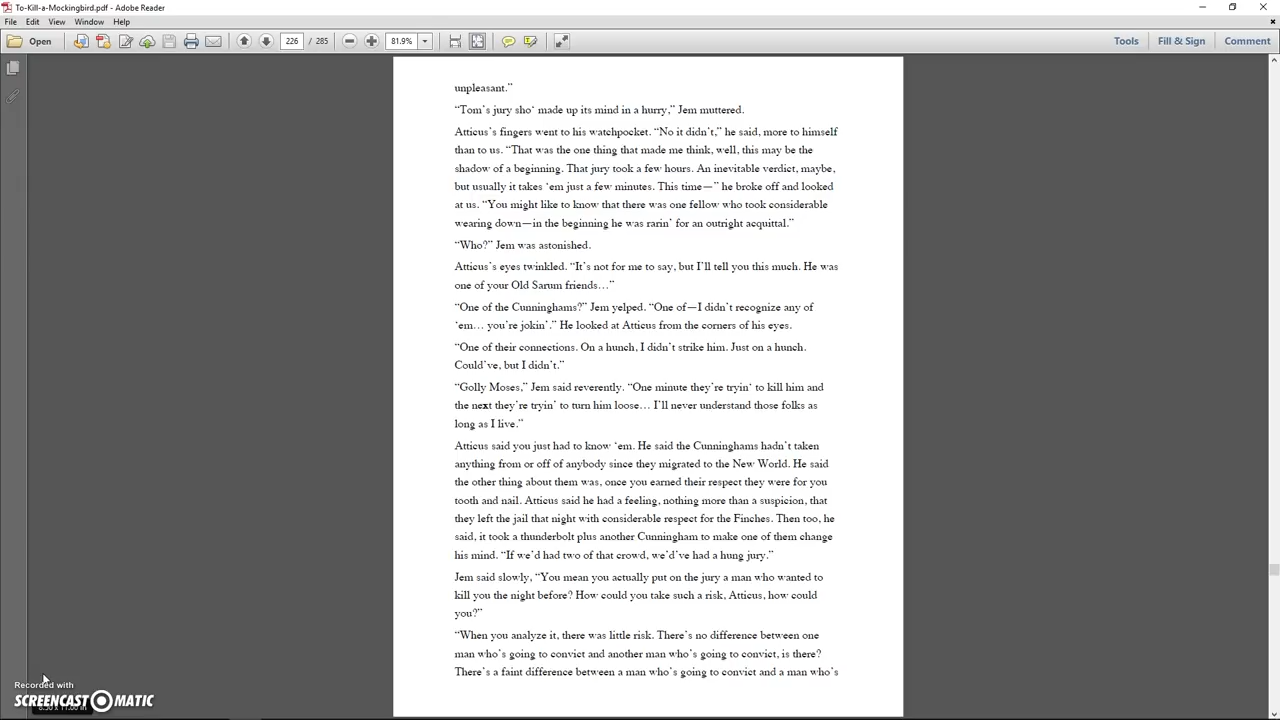 To-Kill-a-Mockingbird.pdf - Adobe Reader
File Edit View Window Help
Open 226 / 285 81.9% Tools Fill & Sign Comment
unpleasant.”
“Tom’s jury sho‘ made up its mind in a hurry,” Jem muttered.
Atticus’s fingers went to his watchpocket. “No it didn’t,” he said, more to himself
than to us. “That was the one thing that made me think, well, this may be the
shadow of a beginning. That jury took a few hours. An inevitable verdict, maybe,
but usually it takes ‘em just a few minutes. This time—” he broke off and looked
at us. “You might like to know that there was one fellow who took considerable
wearing down—in the beginning he was rarin’ for an outright acquittal.”
“Who?” Jem was astonished.
Atticus’s eyes twinkled. “It’s not for me to say, but I’ll tell you this much. He was
one of your Old Sarum friends…”
“One of the Cunninghams?” Jem yelped. “One of—I didn’t recognize any of
‘em… you’re jokin’.” He looked at Atticus from the corners of his eyes.
“One of their connections. On a hunch, I didn’t strike him. Just on a hunch.
Could’ve, but I didn’t.”
“Golly Moses,” Jem said reverently. “One minute they’re tryin‘ to kill him and
the next they’re tryin’ to turn him loose… I’ll never understand those folks as
long as I live.”
Atticus said you just had to know ‘em. He said the Cunninghams hadn’t taken
anything from or off of anybody since they migrated to the New World. He said
the other thing about them was, once you earned their respect they were for you
tooth and nail. Atticus said he had a feeling, nothing more than a suspicion, that
they left the jail that night with considerable respect for the Finches. Then too, he
said, it took a thunderbolt plus another Cunningham to make one of them change
his mind. “If we’d had two of that crowd, we’d’ve had a hung jury.”
Jem said slowly, “You mean you actually put on the jury a man who wanted to
kill you the night before? How could you take such a risk, Atticus, how could
you?”
“When you analyze it, there was little risk. There’s no difference between one
man who’s going to convict and another man who’s going to convict, is there?
There’s a faint difference between a man who’s going to convict and a man who’s
Recorded with
SCREENCAST MATIC